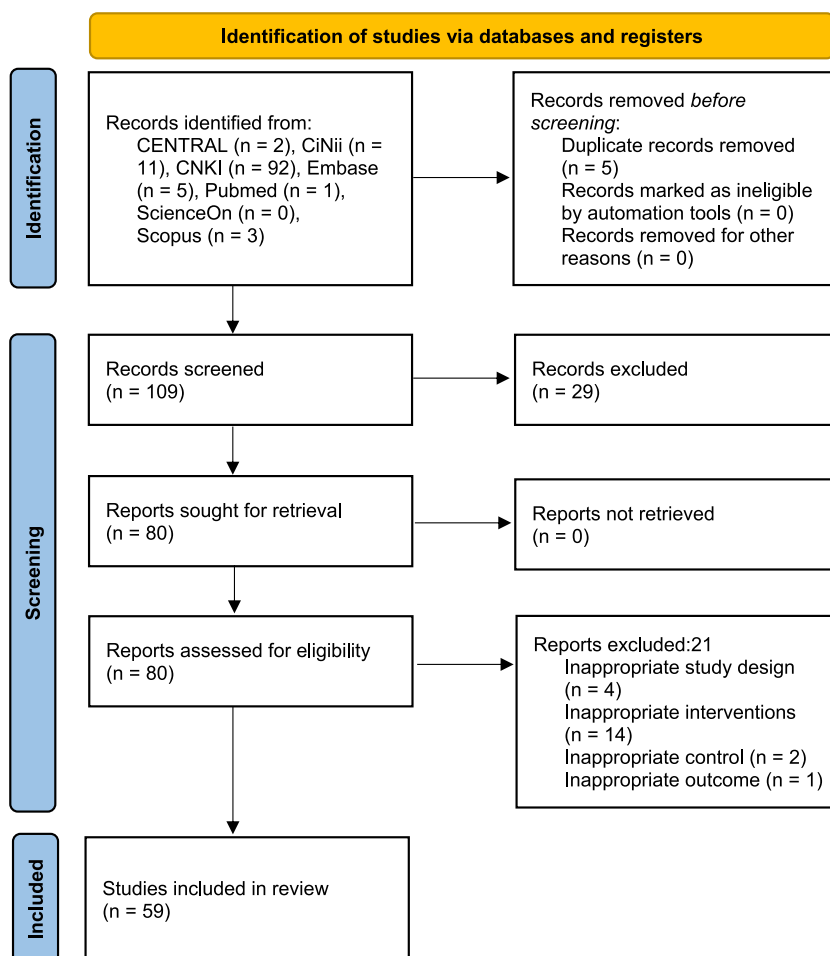 Identification of studies via databases and registers
Identification
Records identified from:
CENTRAL (n = 2), CiNii (n =
11), CNKI (n = 92), Embase
(n = 5), Pubmed (n = 1),
ScienceOn (n = 0),
Scopus (n = 3)
Records removed before
screening:
Duplicate records removed
(n = 5)
Records marked as ineligible
by automation tools (n = 0)
Records removed for other
reasons (n = 0)
Screening
Records screened
(n = 109)
Records excluded
(n = 29)
Reports sought for retrieval
(n = 80)
Reports not retrieved
(n = 0)
Reports assessed for eligibility
(n = 80)
Reports excluded:21
Inappropriate study design
(n = 4)
Inappropriate interventions
(n = 14)
Inappropriate control (n = 2)
Inappropriate outcome (n = 1)
Included
Studies included in review
(n = 59)